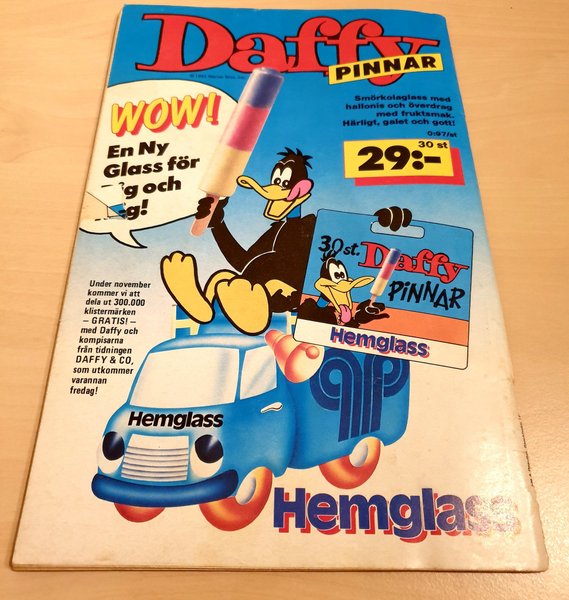 Daffy
PINNAR
WOW!
En Ny
Glass för
och
Smörkolaglass med
hallonis och överdrag
med fruktsmak.
Härligt, galet och gott!
0:97/st
30 st
29:-
30 st.
Daffy
PINNAR
Hemglass
Under november
kommer vi att
dela ut 300.000
klistermärken
— GRATIS! —
med Daffy och
kompisarna
från tidningen
DAFFY & CO,
som utkommer
varannan
fredag!
Hemglass
Hemglass